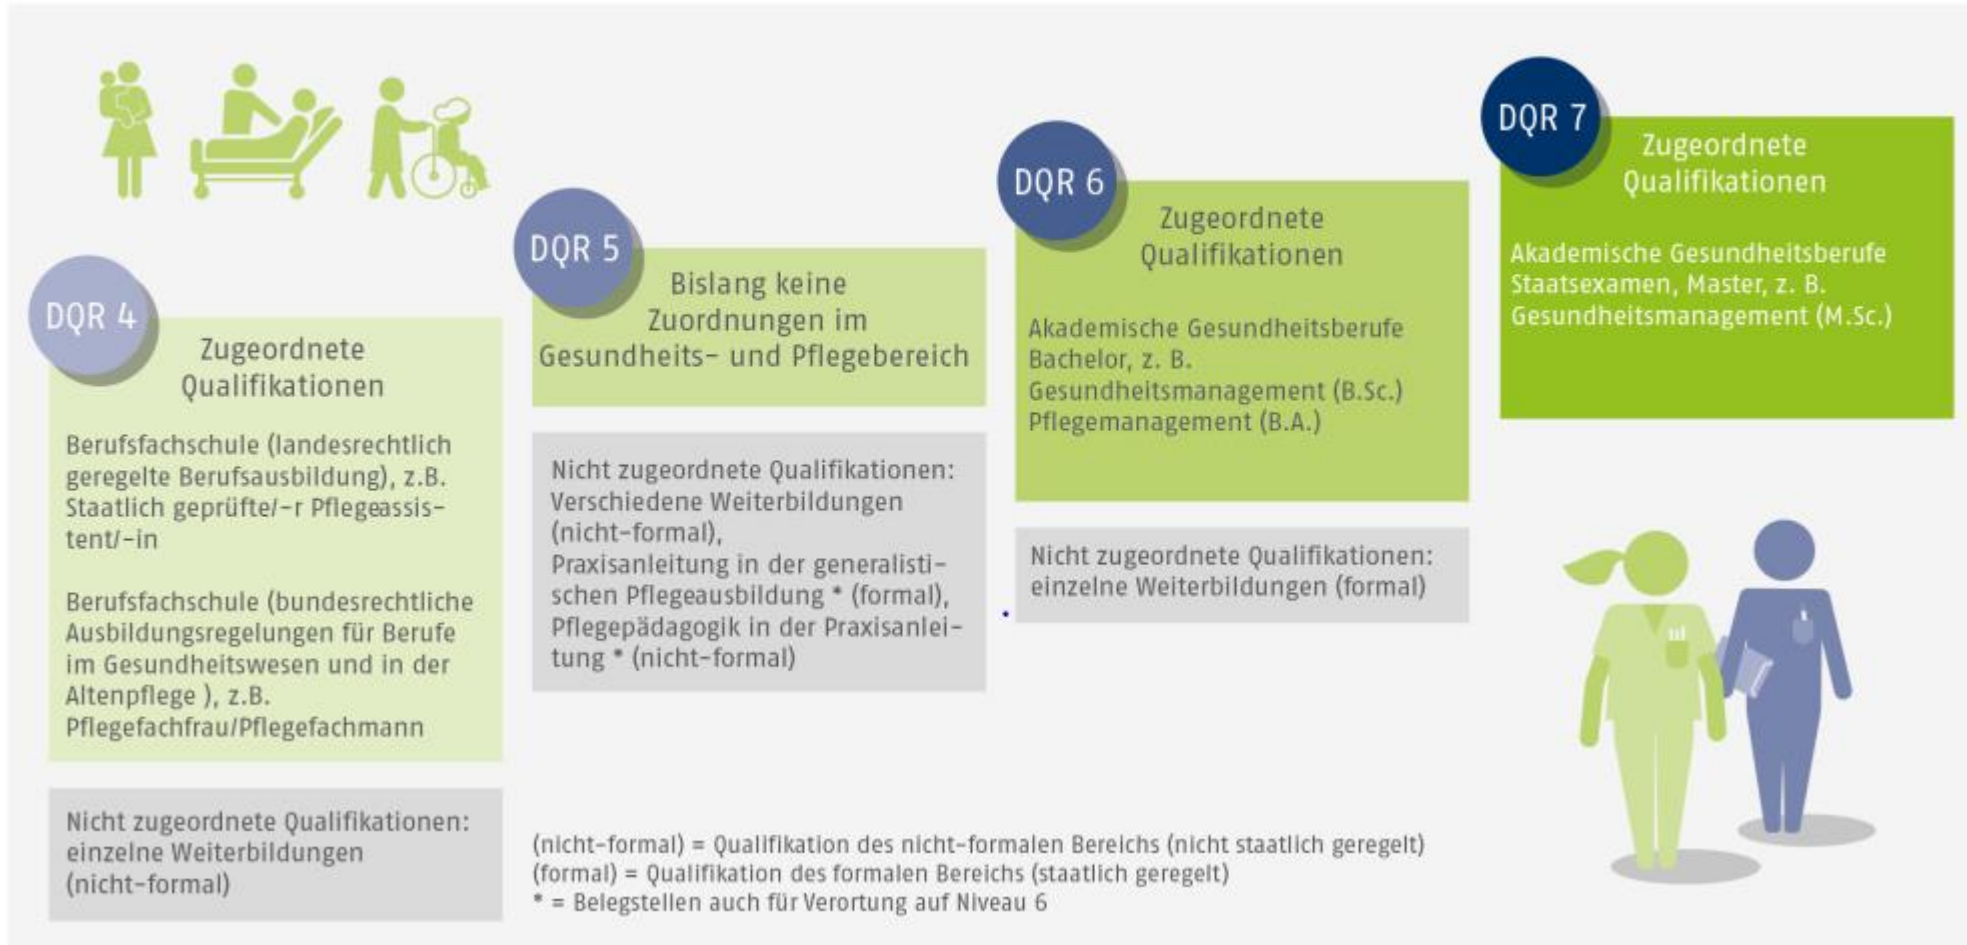 DQR 4
Zugeordnete
Qualifikationen
Berufsfachschule (landesrechtlich
geregelte Berufsausbildung), z.B.
Staatlich geprüfte/-r Pflegeassis-
tent/-in
Berufsfachschule (bundesrechtliche
Ausbildungsregelungen für Berufe
im Gesundheitswesen und in der
Altenpflege ), z.B.
Pflegefachfrau/Pflegefachmann
Nicht zugeordnete Qualifikationen:
einzelne Weiterbildungen
(nicht-formal)
DQR 5
Bislang keine
Zuordnungen im
Gesundheits- und Pflegebereich
Nicht zugeordnete Qualifikationen:
Verschiedene Weiterbildungen
(nicht-formal),
Praxisanleitung in der generalisti-
schen Pflegeausbildung * (formal),
Pflegepädagogik in der Praxisanlei-
tung * (nicht-formal)
DQR 6
Zugeordnete
Qualifikationen
Akademische Gesundheitsberufe
Bachelor, z. B.
Gesundheitsmanagement (B.Sc.)
Pflegemanagement (B.A.)
Nicht zugeordnete Qualifikationen:
einzelne Weiterbildungen (formal)
DQR 7
Zugeordnete
Qualifikationen
Akademische Gesundheitsberufe
Staatsexamen, Master, z. B.
Gesundheitsmanagement (M.Sc.)
(nicht-formal) = Qualifikation des nicht-formalen Bereichs (nicht staatlich geregelt)
(formal) = Qualifikation des formalen Bereichs (staatlich geregelt)
* = Belegstellen auch für Verortung auf Niveau 6